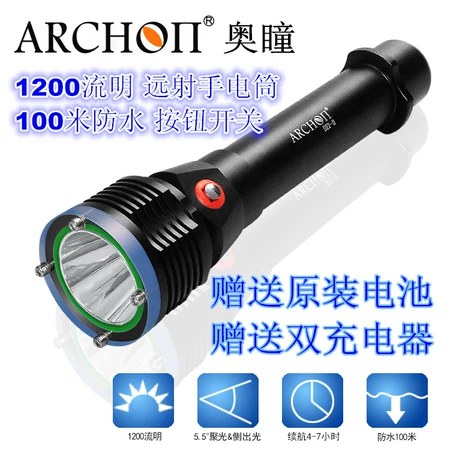 ARCHON® 奥瞳
1200流明 远射手电筒
100米防水 按钮开关
ARCHON
赠送原装电池
赠送双充电器
1200流明
5.5°聚光&侧出光
续航4-7小时
防水100米